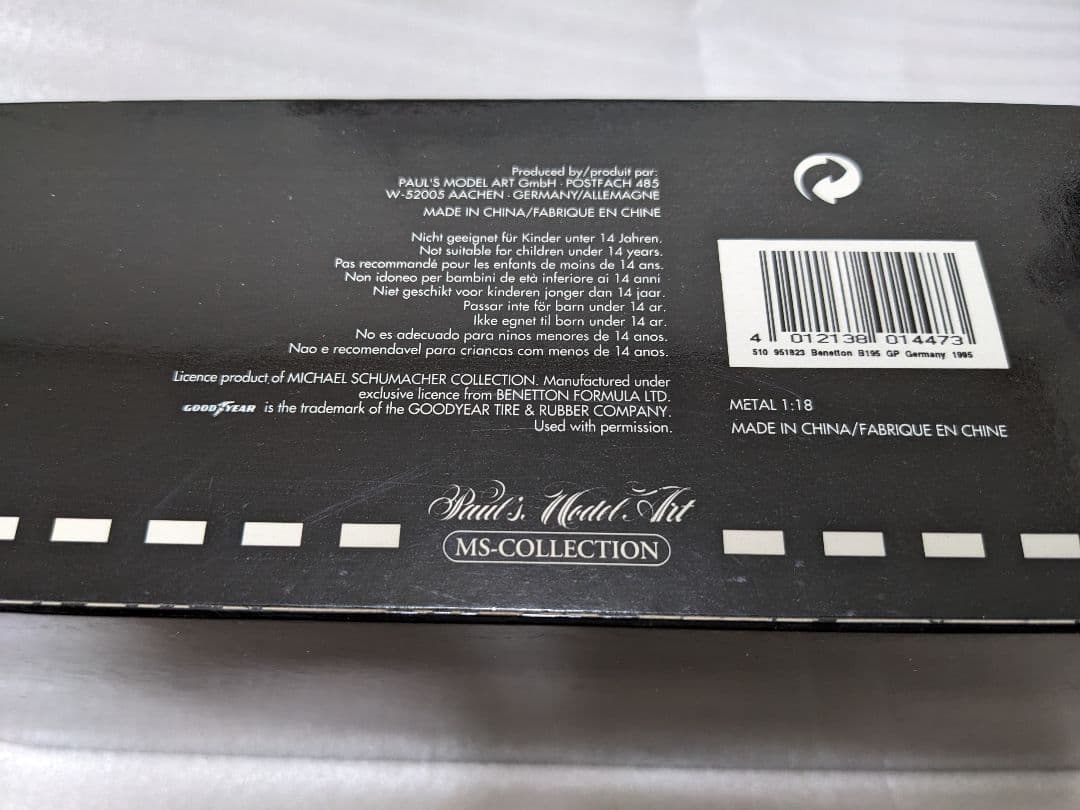 Produced by/produit par:
PAUL'S MODEL ART GmbH · POSTFACH 485
W-52005 AACHEN · GERMANY/ALLEMAGNE
MADE IN CHINA/FABRIQUE EN CHINE
Nicht geeignet für Kinder unter 14 Jahren.
Not suitable for children under 14 years.
Pas recommandé pour les enfants de moins de 14 ans.
Non idoneo per bambini de età inferiore ai 14 anni
Niet geschikt voor kinderen jonger dan 14 jaar.
Passar inte för barn under 14 ar.
Ikke egnet til born under 14 ar.
No es adecuado para ninos menores de 14 anos.
Nao e recomendavel para criancas com menos de 14 anos.
Licence product of MICHAEL SCHUMACHER COLLECTION. Manufactured under
exclusive licence from BENETTON FORMULA LTD.
GOODYEAR is the trademark of the GOODYEAR TIRE & RUBBER COMPANY.
Used with permission.
4 012138 014473
510 951823 Benetton B195 GP Germany 1995
METAL 1:18
MADE IN CHINA/FABRIQUE EN CHINE
Paul's Model Art
MS-COLLECTION